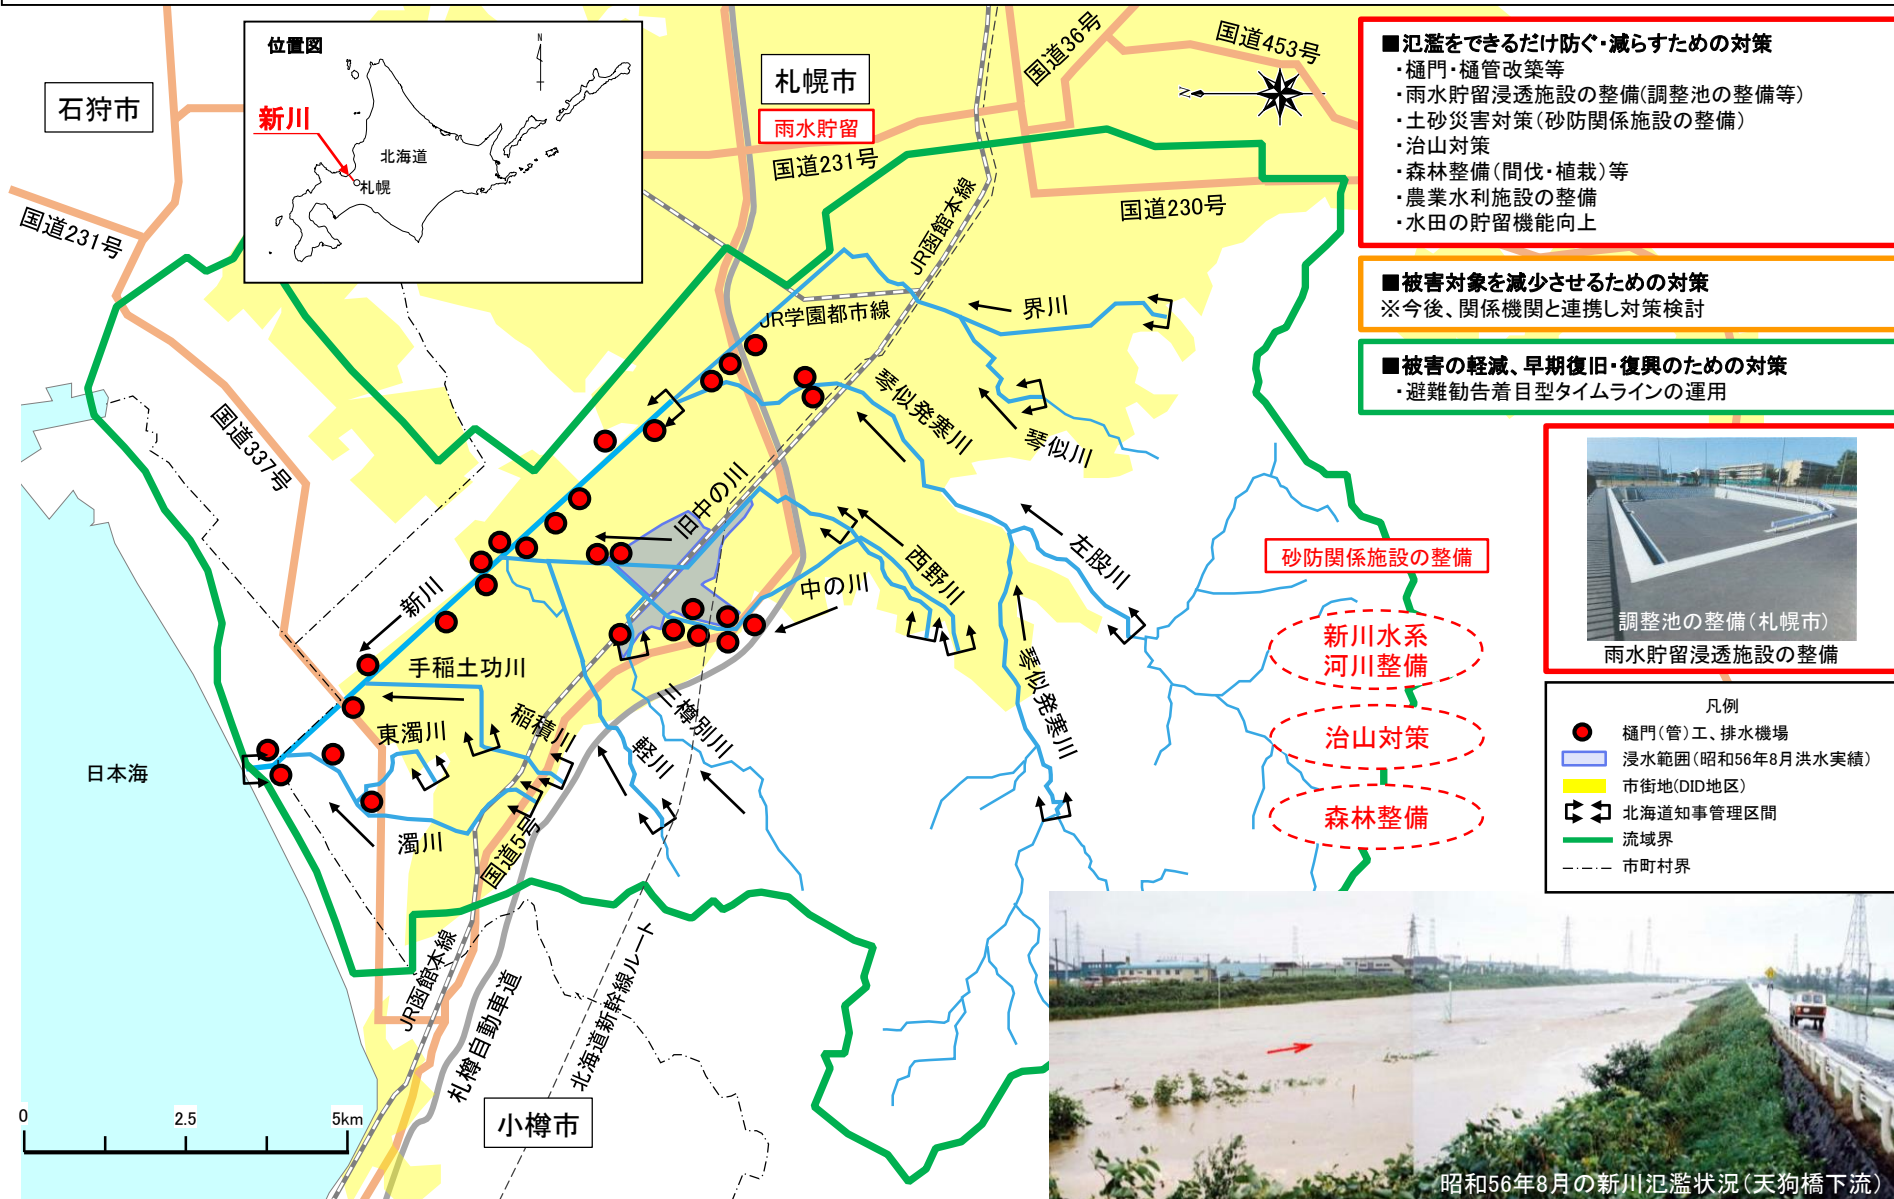 位置図
N
新川
北海道
札幌
石狩市
札幌市
雨水貯留
国道36号
国道453号
N
国道231号
国道231号
国道230号
JR函館本線
JR学園都市線
界川
琴似発寒川
琴似川
国道337号
旧中の川
左股川
西野川
中の川
新川
手稲土功川
東濁川
稲積川
三樽別川
軽川
琴似発寒川
日本海
濁川
国道5号
JR函館本線
札樽自動車道
北海道新幹線ルート
小樽市
0 2.5 5km
■氾濫をできるだけ防ぐ・減らすための対策
・樋門・樋管改築等
・雨水貯留浸透施設の整備(調整池の整備等)
・土砂災害対策(砂防関係施設の整備)
・治山対策
・森林整備(間伐・植栽)等
・農業水利施設の整備
・水田の貯留機能向上
■被害対象を減少させるための対策
※今後、関係機関と連携し対策検討
■被害の軽減、早期復旧・復興のための対策
・避難勧告着目型タイムラインの運用
調整池の整備(札幌市)
雨水貯留浸透施設の整備
砂防関係施設の整備
新川水系
河川整備
治山対策
森林整備
凡例
樋門(管)工、排水機場
浸水範囲(昭和56年8月洪水実績)
市街地(DID地区)
北海道知事管理区間
流域界
市町村界
昭和56年8月の新川氾濫状況(天狗橋下流)